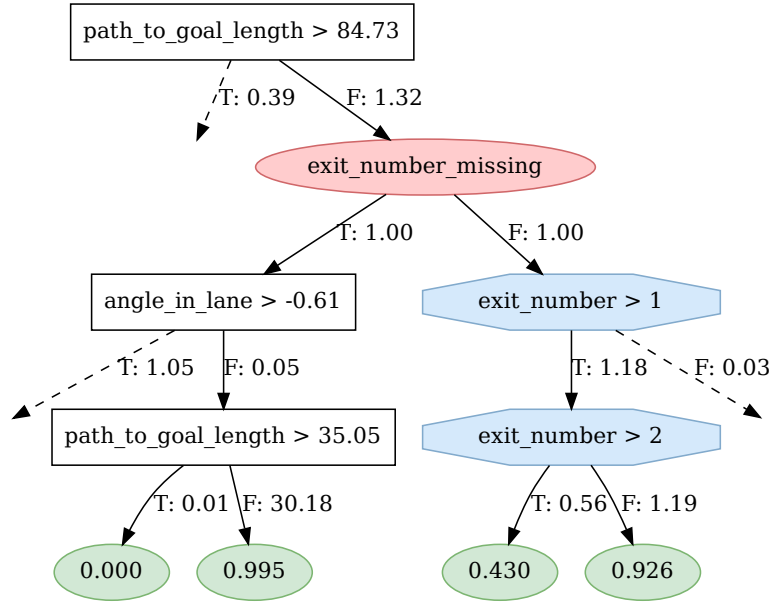 path_to_goal_length > 84.73
T: 0.39
F: 1.32
exit_number_missing
T: 1.00
F: 1.00
angle_in_lane > -0.61
exit_number > 1
T: 1.05
F: 0.05
T: 1.18
F: 0.03
path_to_goal_length > 35.05
exit_number > 2
T: 0.01
F: 30.18
T: 0.56
F: 1.19
0.000
0.995
0.430
0.926